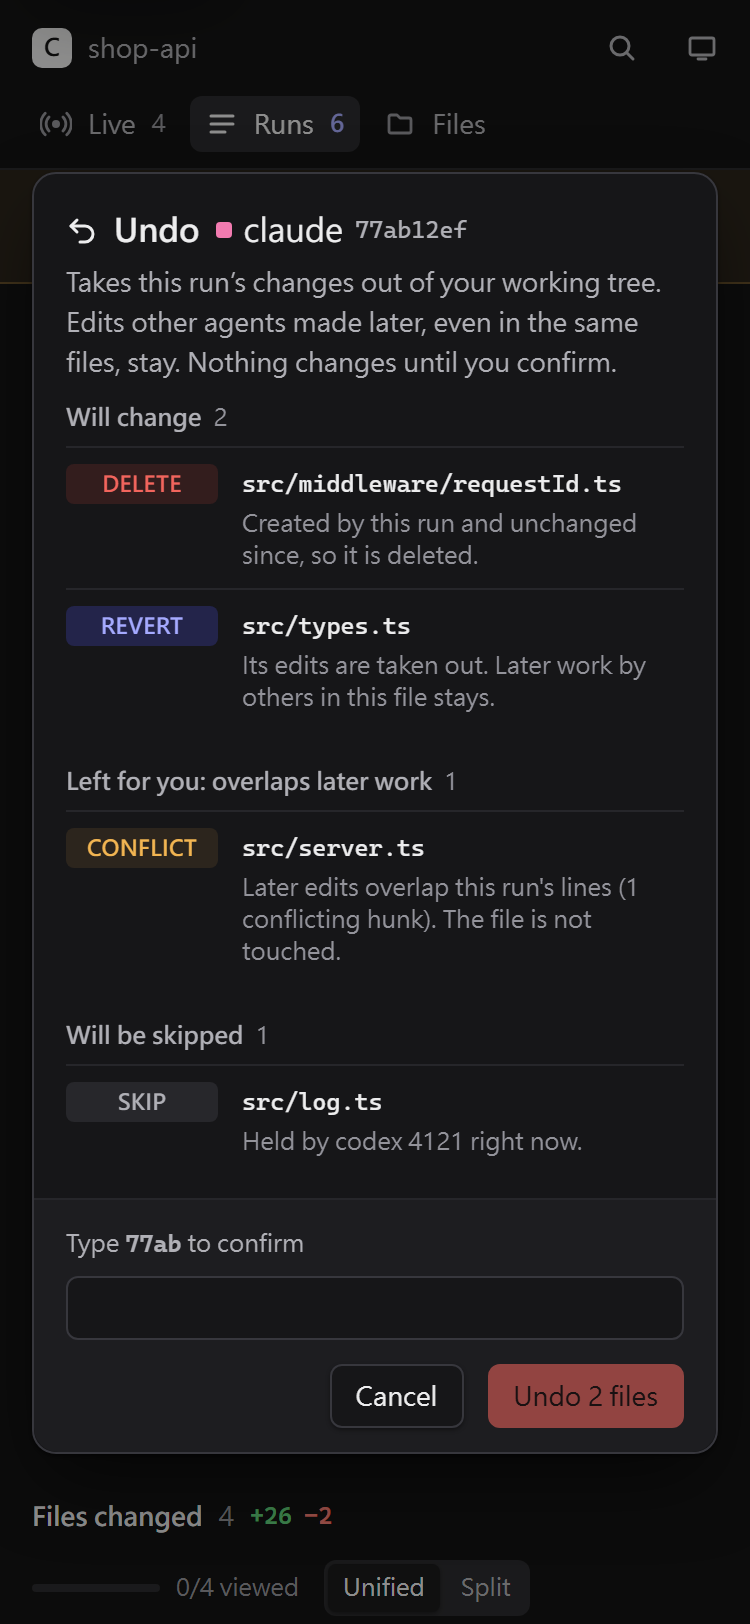 C shop-api
Live 4 Runs 6 Files
Undo claude 77ab12ef
Takes this run’s changes out of your working tree.
Edits other agents made later, even in the same
files, stay. Nothing changes until you confirm.
Will change 2
DELETE src/middleware/requestId.ts
Created by this run and unchanged
since, so it is deleted.
REVERT src/types.ts
Its edits are taken out. Later work by
others in this file stays.
Left for you: overlaps later work 1
CONFLICT src/server.ts
Later edits overlap this run's lines (1
conflicting hunk). The file is not
touched.
Will be skipped 1
SKIP src/log.ts
Held by codex 4121 right now.
Type 77ab to confirm
Cancel Undo 2 files
Files changed 4 +26 −2
0/4 viewed Unified Split